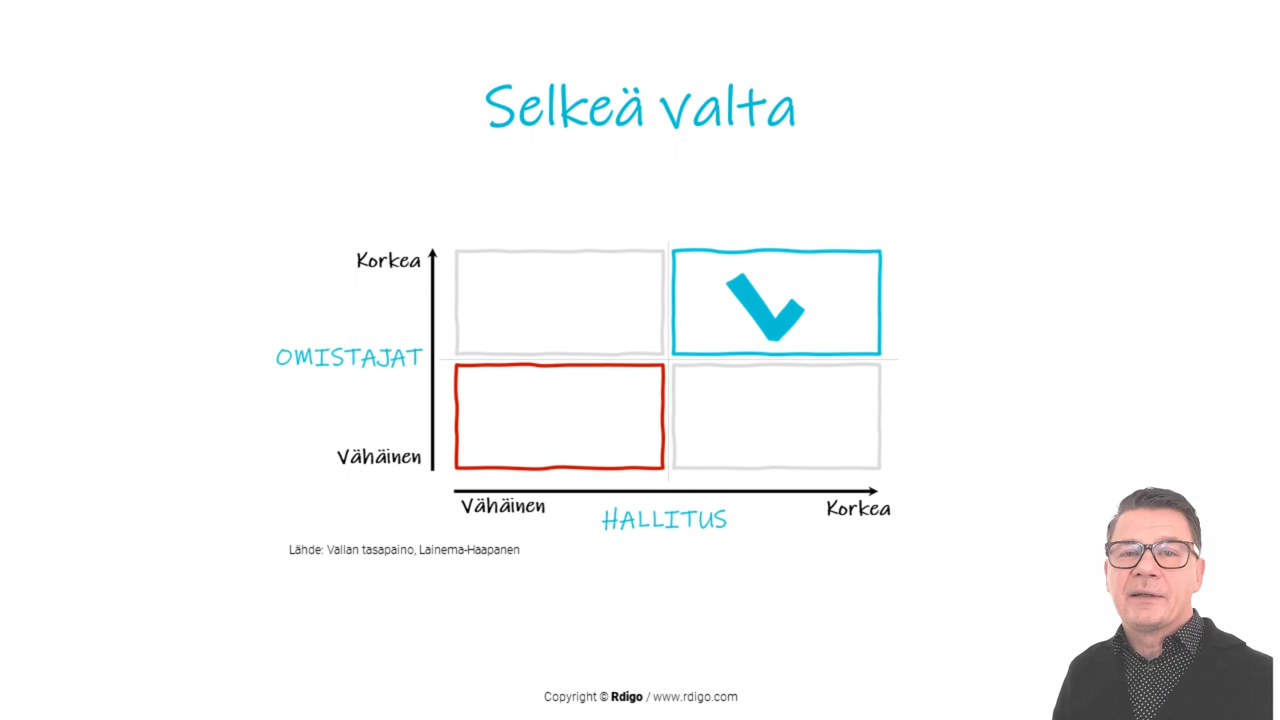 Selkeä valta
Korkea
OMISTAJAT
Vähäinen
Vähäinen
HALLITUS
Korkea
Lähde: Vallan tasapaino, Lainema-Haapanen
Copyright © Rdigo / www.rdigo.com